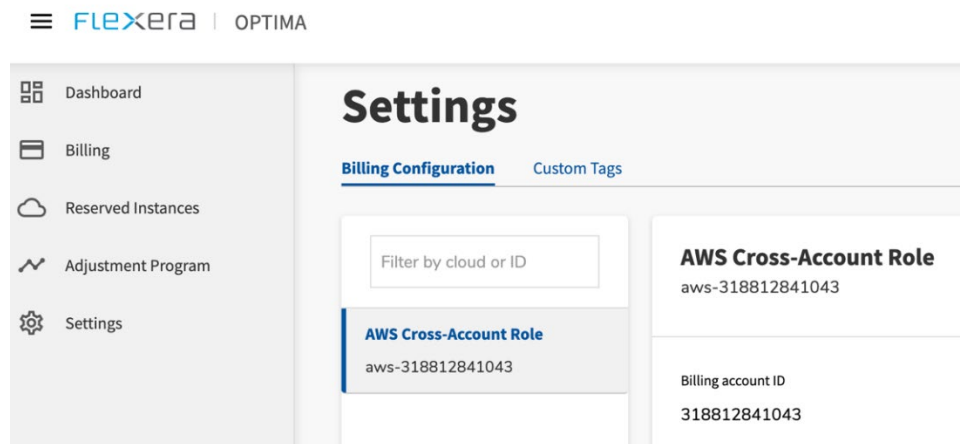 flexera | OPTIMA
Dashboard
Billing
Reserved Instances
Adjustment Program
Settings
Settings
Billing Configuration
Custom Tags
Filter by cloud or ID
AWS Cross-Account Role
aws-318812841043
AWS Cross-Account Role
aws-318812841043
Billing account ID
318812841043